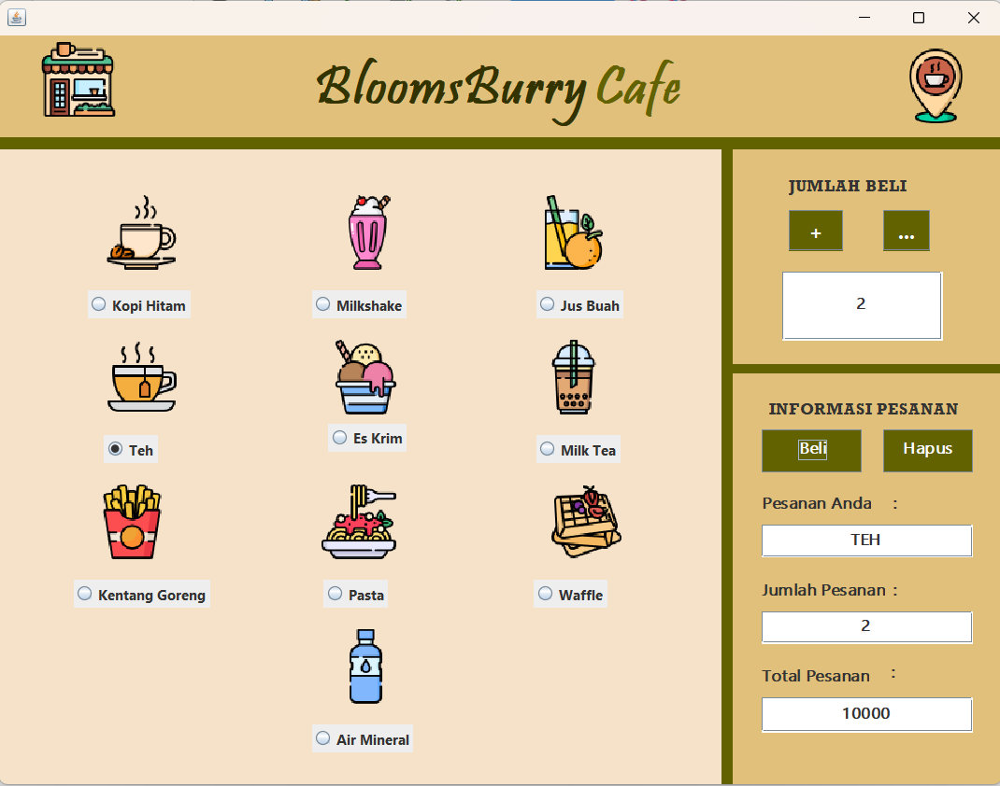 BloomsBurry Cafe
Kopi Hitam
Milkshake
Jus Buah
Teh
Es Krim
Milk Tea
Kentang Goreng
Pasta
Waffle
Air Mineral
JUMLAH BELI
+ ...
2
INFORMASI PESANAN
Beli Hapus
Pesanan Anda :
TEH
Jumlah Pesanan :
2
Total Pesanan :
10000